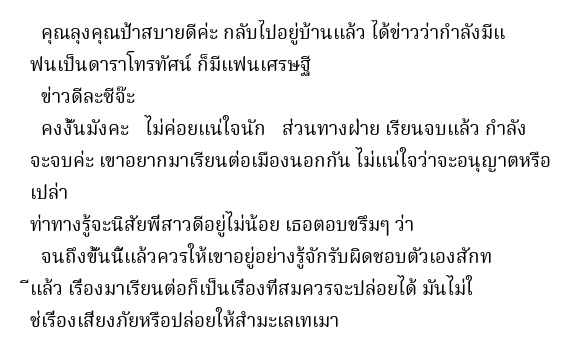 คุณลุงคุณป้าสบายดีค่ะ กลับไปอยู่บ้านแล้ว ได้ข่าวว่ากำลังมีแ
ฟนเป็นดาราโทรทัศน์ ก็มีแฟนเศรษฐี
ข่าวดีละซีจ๊ะ
คงงั้นมังคะ ไม่ค่อยแน่ใจนัก ส่วนทางฝ่าย เรียนจบแล้ว กำลัง
จะจบค่ะ เขาอยากมาเรียนต่อเมืองนอกกัน ไม่แน่ใจว่าจะอนุญาตหรือ
เปล่า
ท่าทางรู้จะนิสัยพี่สาวดีอยู่ไม่น้อย เธอตอบขรึมๆ ว่า
จนถึงขั้นนี้แล้วควรให้เขาอยู่อย่างรู้จักรับผิดชอบตัวเองสักท
ีแล้ว เรื่องมาเรียนต่อก็เป็นเรื่องที่สมควรจะปล่อยได้ มันไม่ใ
ช่เรื่องเสี่ยงภัยหรือปล่อยให้สำมะเลเทเมา